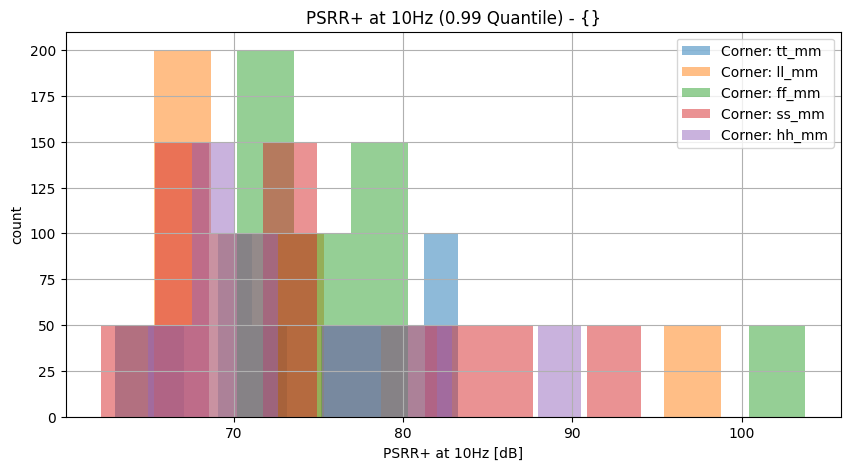 PSRR+ at 10Hz (0.99 Quantile) - {}
200
175
150
125
100
75
50
25
0
count
Corner: tt_mm
Corner: ll_mm
Corner: ff_mm
Corner: ss_mm
Corner: hh_mm
70 80 90 100
PSRR+ at 10Hz [dB]